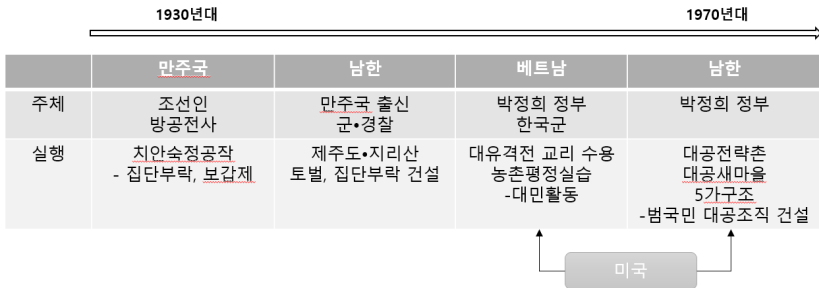 1930년대
1970년대
만주국
남한
베트남
남한
주체
조선인
방공전사
만주국 출신
군•경찰
박정희 정부
한국군
박정희 정부
실행
치안숙정공작
- 집단부락, 보갑제
제주도•지리산
토벌, 집단부락 건설
대유격전 교리 수용
농촌평정실습
-대민활동
대공전략촌
대공새마을
5가구조
-범국민 대공조직 건설
미국